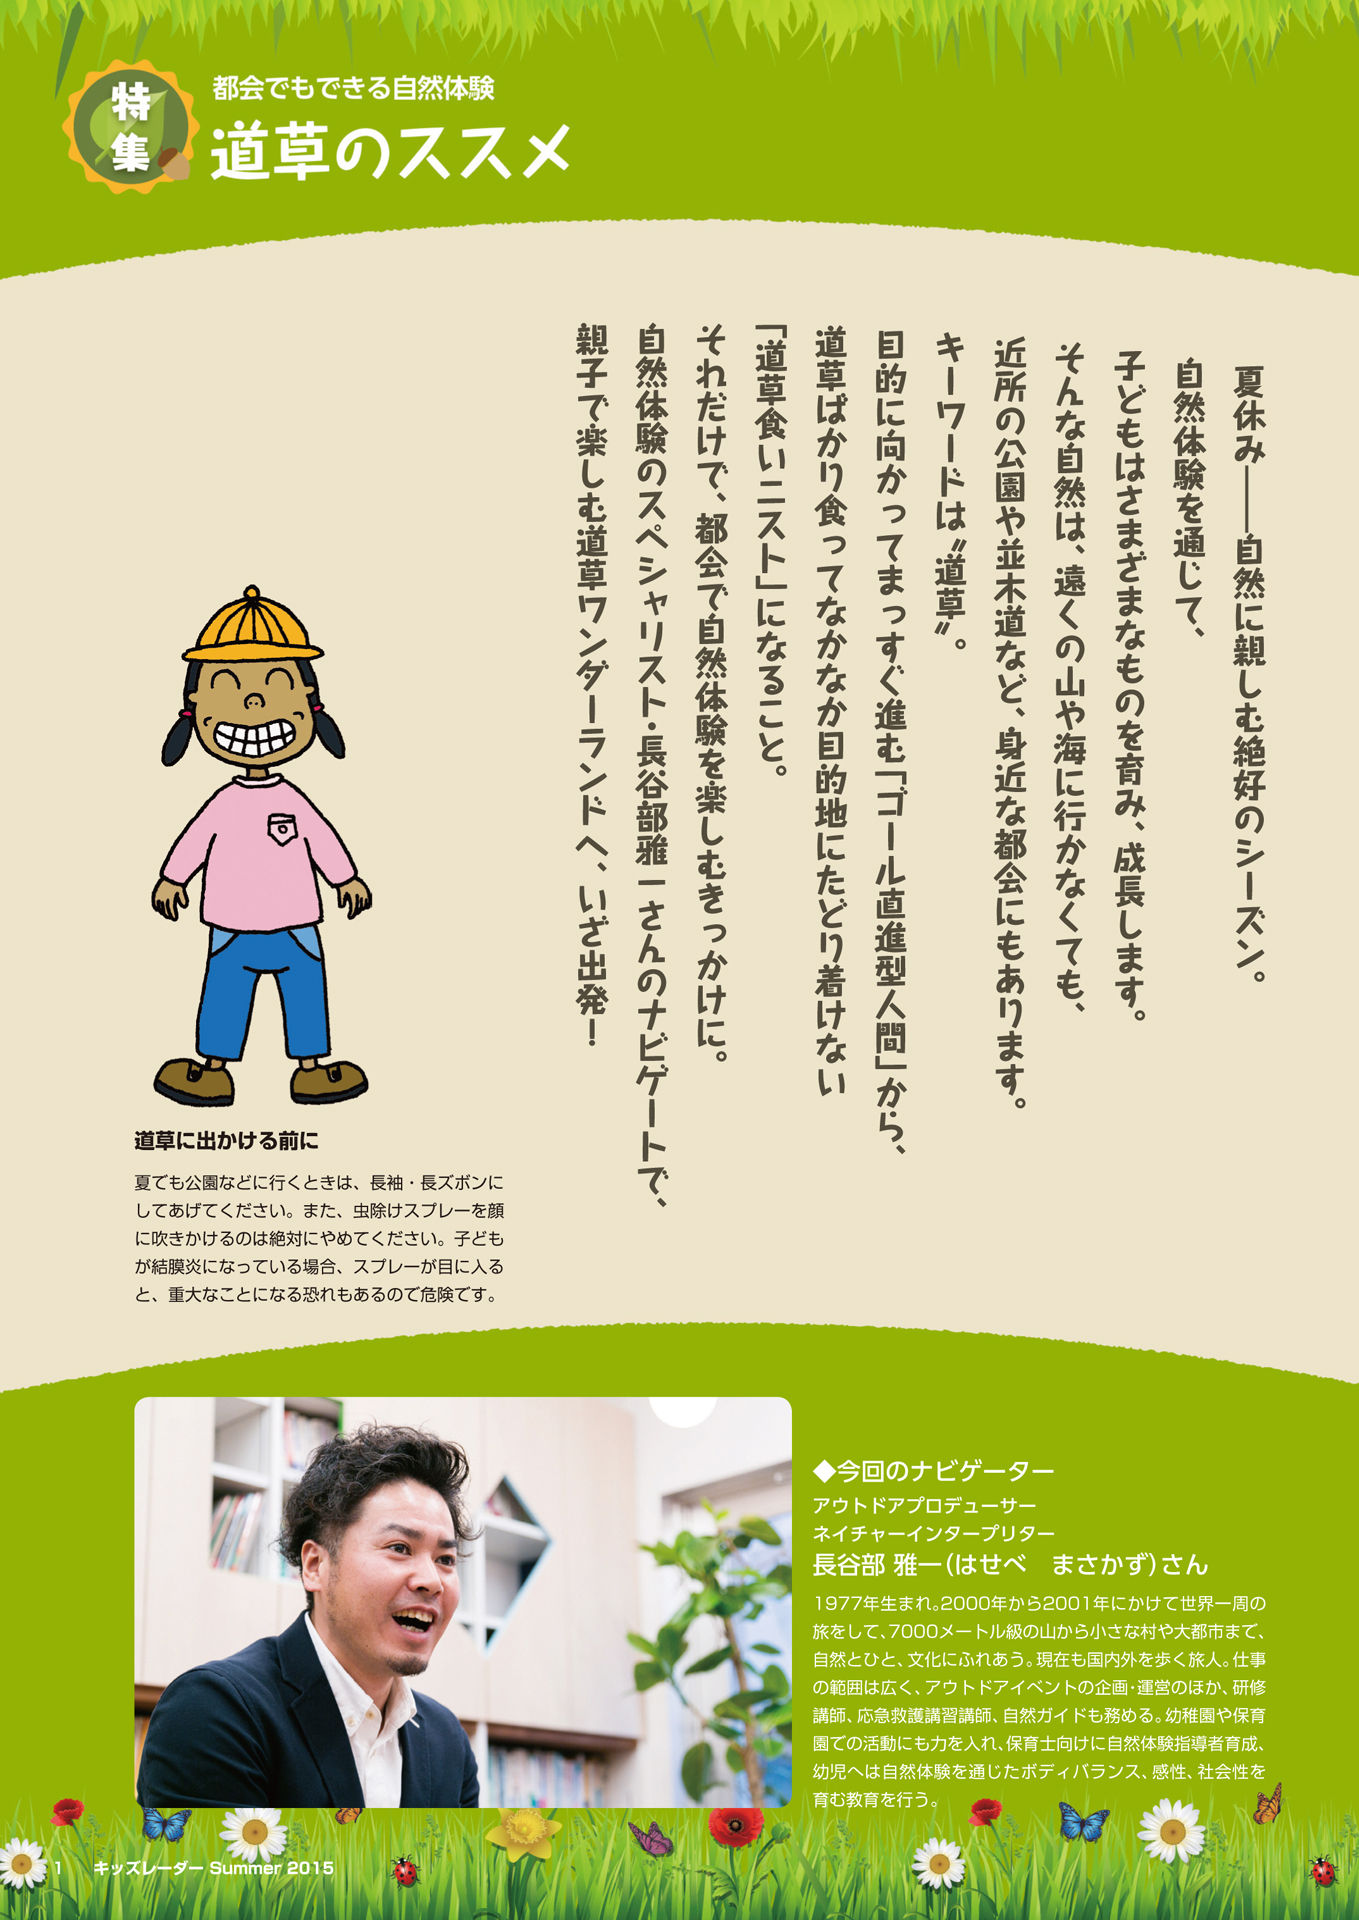 特集
都会でもできる自然体験
道草のススメ
夏休み――自然に親しむ絶好のシーズン。
自然体験を通じて、
子どもはさまざまなものを育み、成長します。
そんな自然は、遠くの山や海に行かなくても、
近所の公園や並木道など、身近な都会にもあります。
キーワードは〝道草〟。
目的に向かってまっすぐ進む「ゴール直進型人間」から、
道草ばかり食ってなかなか目的地にたどり着けない
「道草食いニスト」になること。
それだけで、都会で自然体験を楽しむきっかけに。
自然体験のスペシャリスト・長谷部雅一さんのナビゲートで、
親子で楽しむ道草ワンダーランドへ、いざ出発！
道草に出かける前に
夏でも公園などに行くときは、長袖・長ズボンに
してあげてください。また、虫除けスプレーを顔
に吹きかけるのは絶対にやめてください。子ども
が結膜炎になっている場合、スプレーが目に入る
と、重大なことになる恐れもあるので危険です。
◆今回のナビゲーター
アウトドアプロデューサー
ネイチャーインタープリター
長谷部 雅一（はせべ　まさかず）さん
1977年生まれ。2000年から2001年にかけて世界一周の
旅をして、7000メートル級の山から小さな村や大都市まで、
自然とひと、文化にふれあう。現在も国内外を歩く旅人。仕事
の範囲は広く、アウトドアイベントの企画・運営のほか、研修
講師、応急救護講習講師、自然ガイドも務める。幼稚園や保育
園での活動にも力を入れ、保育士向けに自然体験指導者育成、
幼児へは自然体験を通じたボディバランス、感性、社会性を
育む教育を行う。
1　キッズレーダー Summer 2015